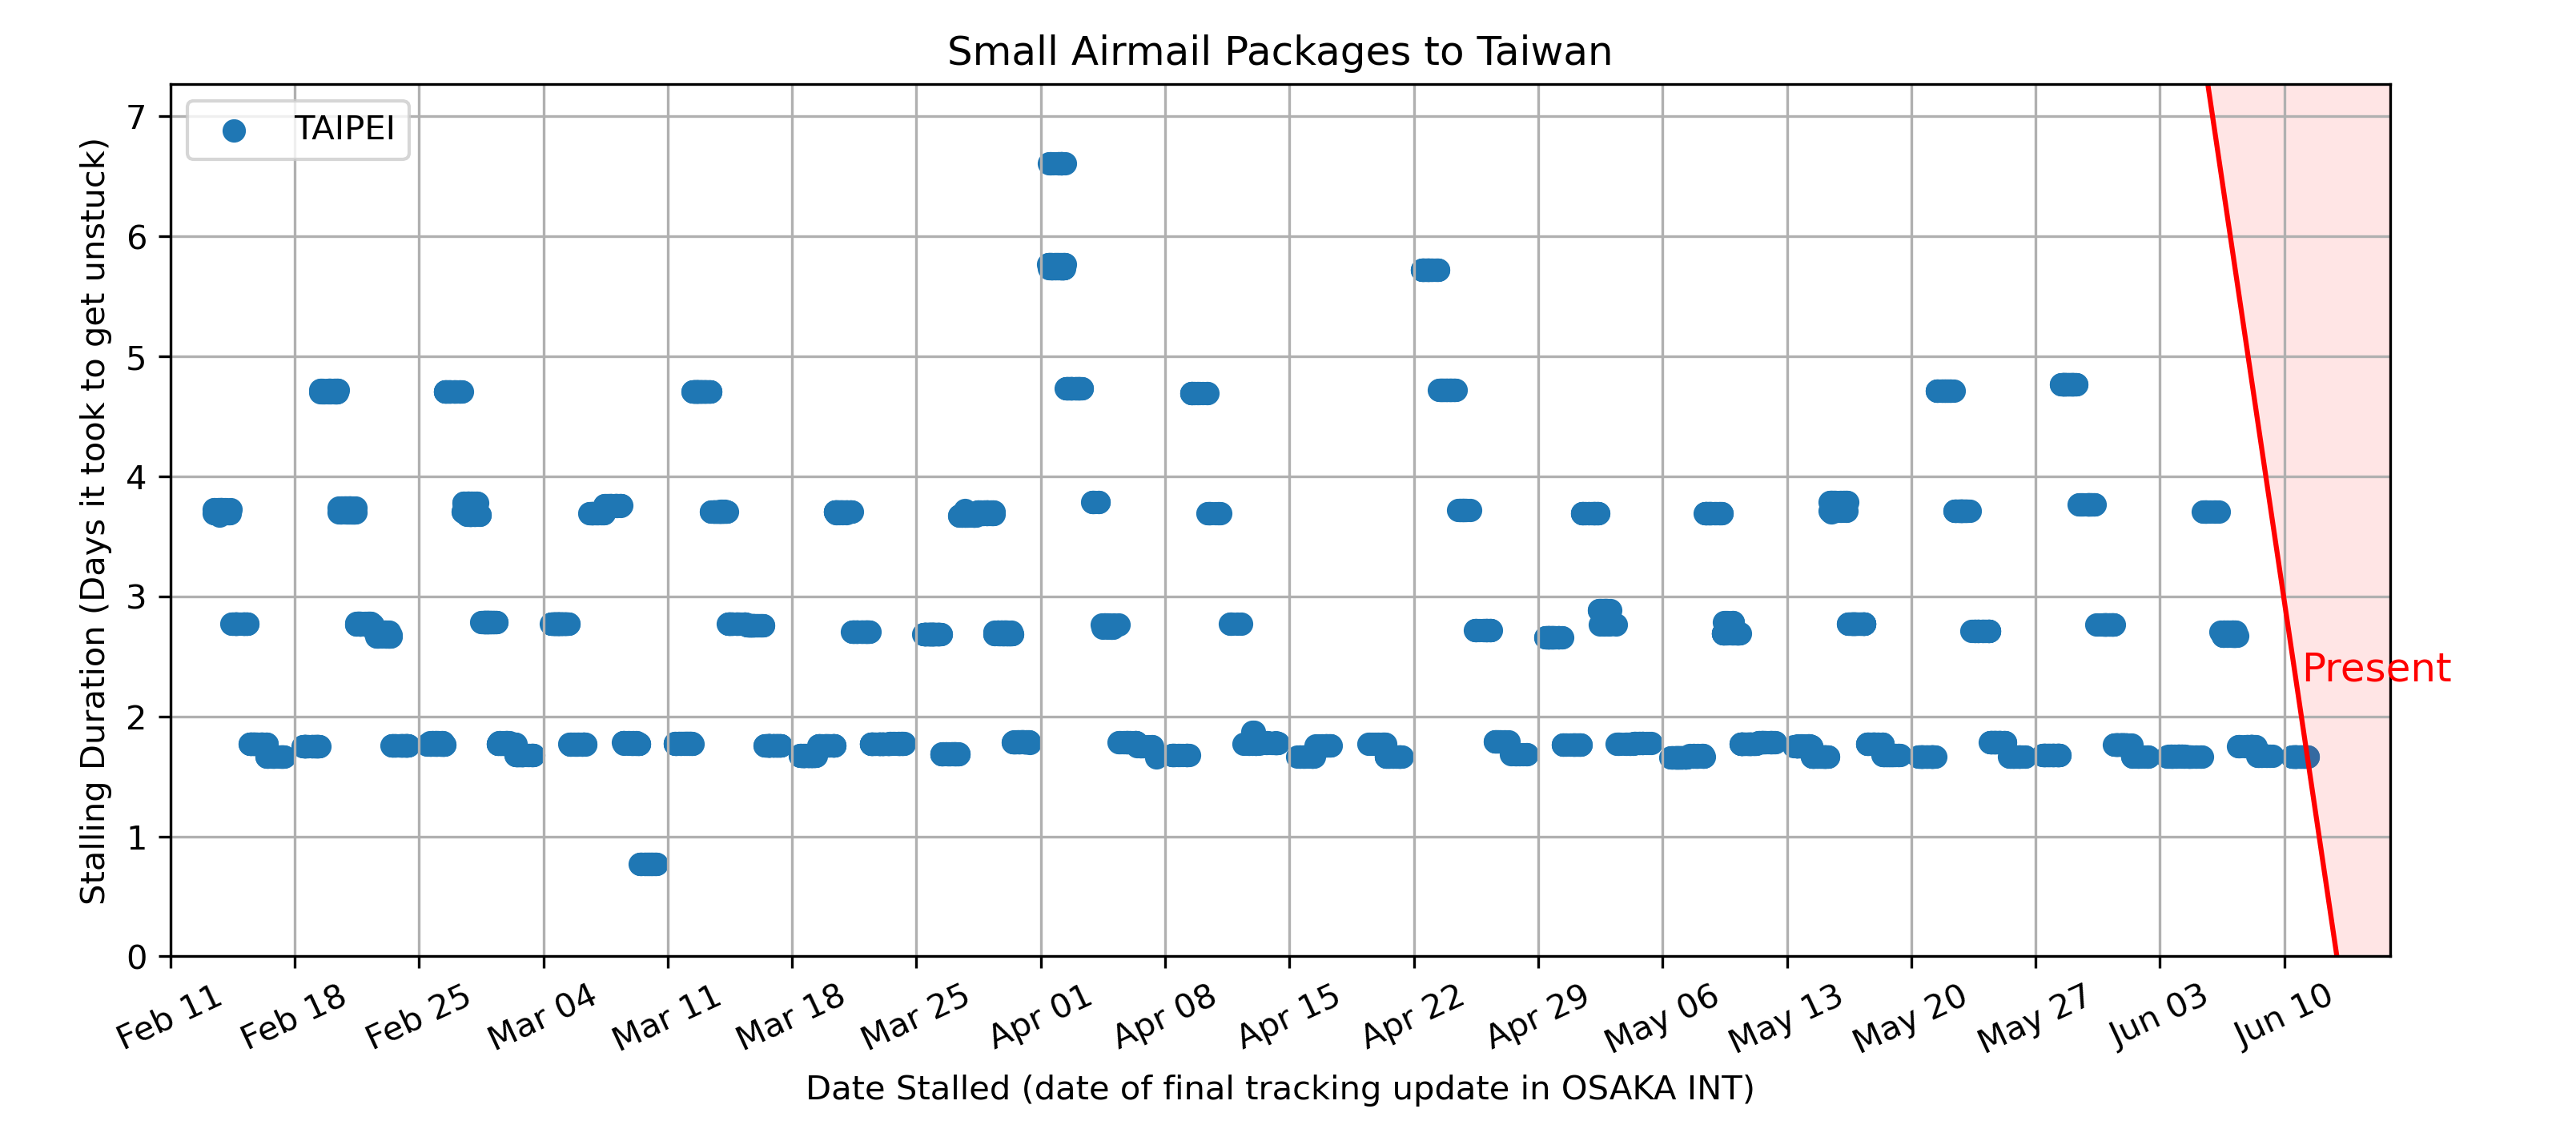 Small Airmail Packages to Taiwan
TAIPEI
Stalling Duration (Days it took to get unstuck)
7
6
5
4
3
2
1
0
Present
Feb 11
Feb 18
Feb 25
Mar 04
Mar 11
Mar 18
Mar 25
Apr 01
Apr 08
Apr 15
Apr 22
Apr 29
May 06
May 13
May 20
May 27
Jun 03
Jun 10
Date Stalled (date of final tracking update in OSAKA INT)